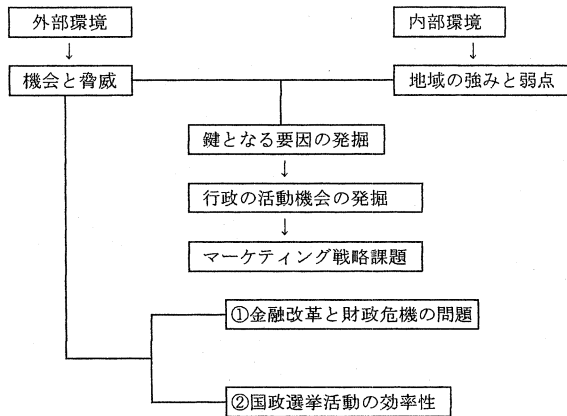 外部環境
内部環境
↓
↓
機会と脅威
地域の強みと弱点
鍵となる要因の発掘
↓
行政の活動機会の発掘
↓
マーケティング戦略課題
①金融改革と財政危機の問題
②国政選挙活動の効率性